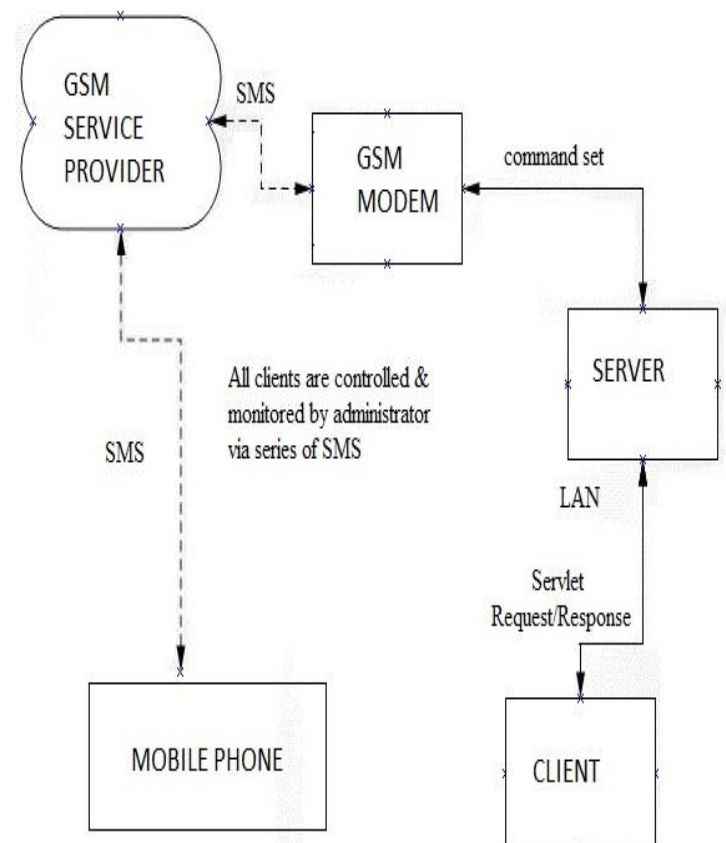 GSM
SERVICE
PROVIDER
SMS
GSM
MODEM
command set
SERVER
All clients are controlled &
monitored by administrator
via series of SMS
SMS
LAN
Servlet
Request/Response
MOBILE PHONE
CLIENT